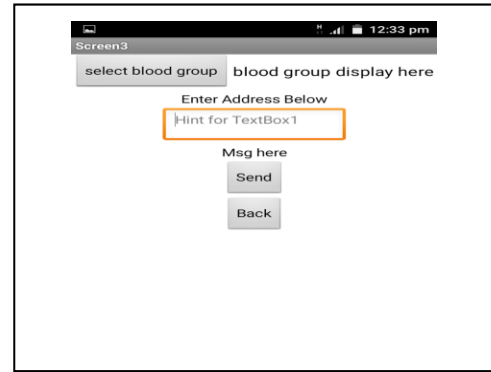 H 12:33 pm
Screen3
select blood group blood group display here
Enter Address Below
Hint for TextBox1
Msg here
Send
Back